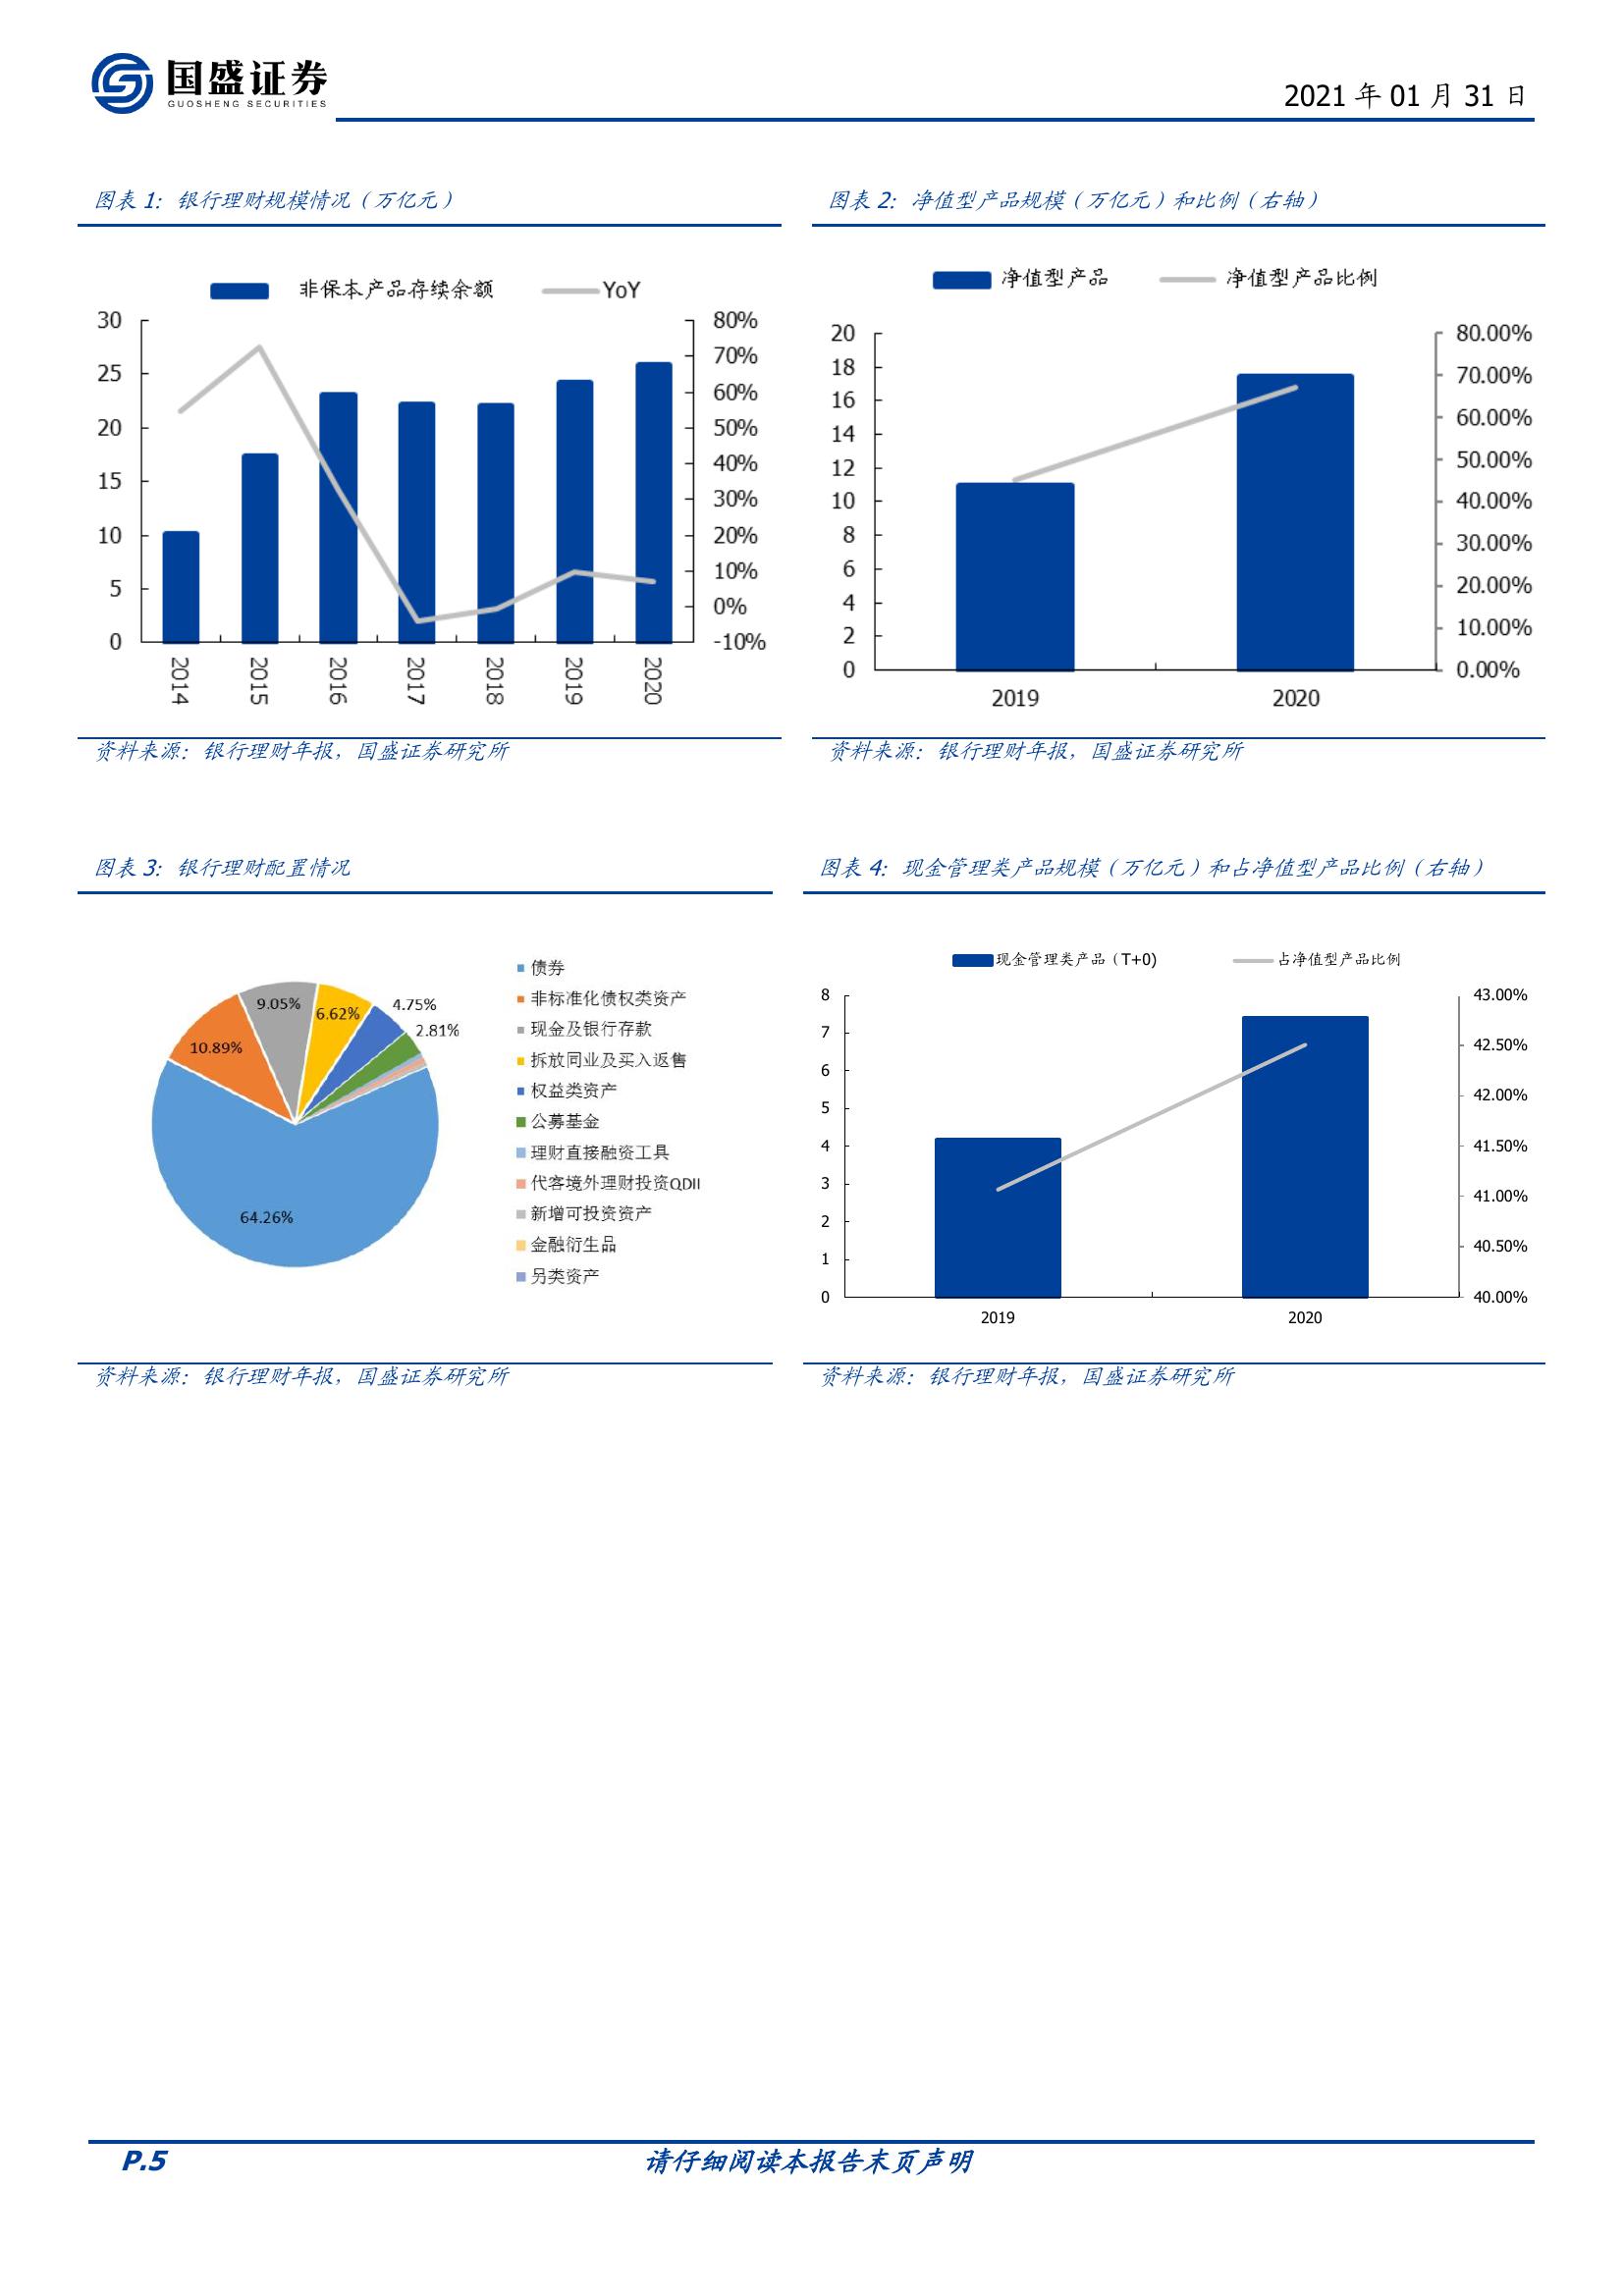 国盛证券
GUOSHENG SECURITIES
2021 年 01 月 31 日
图表 1: 银行理财规模情况（万亿元）
非保本产品存续余额 YoY
30
25
20
15
10
5
0
80%
70%
60%
50%
40%
30%
20%
10%
0%
-10%
2014 2015 2016 2017 2018 2019 2020
资料来源：银行理财年报，国盛证券研究所
图表 2: 净值型产品规模（万亿元）和比例（右轴）
净值型产品 净值型产品比例
20
18
16
14
12
10
8
6
4
2
0
80.00%
70.00%
60.00%
50.00%
40.00%
30.00%
20.00%
10.00%
0.00%
2019 2020
资料来源：银行理财年报，国盛证券研究所
图表 3: 银行理财配置情况
9.05%
6.62%
4.75%
2.81%
10.89%
64.26%
债券
非标准化债权类资产
现金及银行存款
拆放同业及买入返售
权益类资产
公募基金
理财直接融资工具
代客境外理财投资QDII
新增可投资资产
金融衍生品
另类资产
资料来源：银行理财年报，国盛证券研究所
图表 4: 现金管理类产品规模（万亿元）和占净值型产品比例（右轴）
现金管理类产品（T+0) 占净值型产品比例
8
7
6
5
4
3
2
1
0
43.00%
42.50%
42.00%
41.50%
41.00%
40.50%
40.00%
2019 2020
资料来源：银行理财年报，国盛证券研究所
P.5 请仔细阅读本报告末页声明